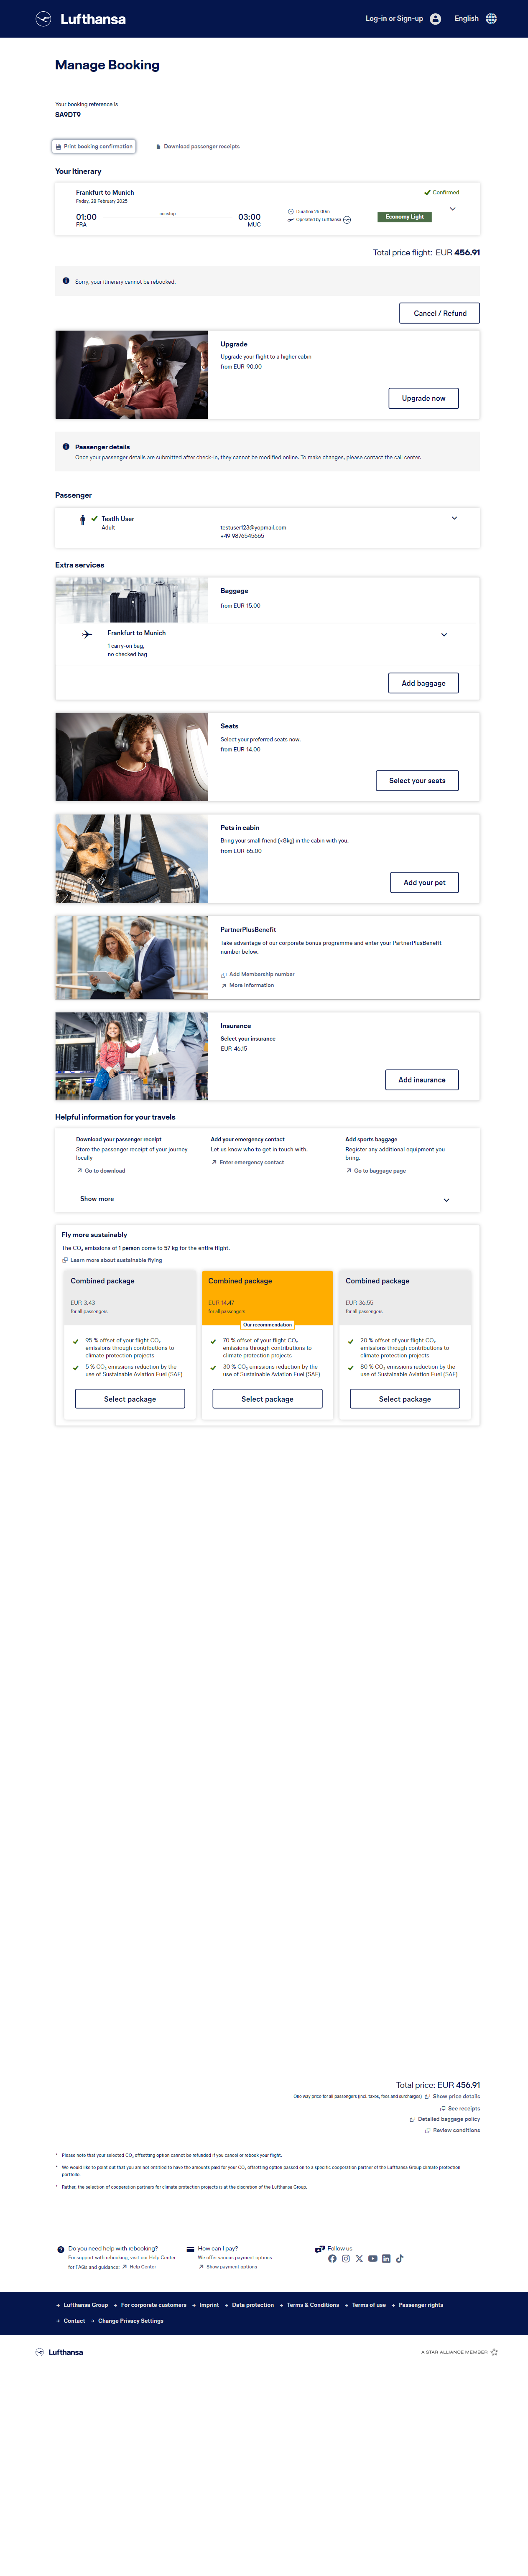 Lufthansa
Log-in or Sign-up
English
Manage Booking
Your booking reference is
SA9DT9
Print booking confirmation
Download passenger receipts
Your Itinerary
Frankfurt to Munich
Confirmed
Friday, 28 February 2025
01:00
nonstop
03:00
FRA
MUC
Duration 2h 00m
Operated by Lufthansa
Economy Light
Total price flight: EUR 456.91
Sorry, your itinerary cannot be rebooked.
Cancel / Refund
Upgrade
Upgrade your flight to a higher cabin
from EUR 90.00
Upgrade now
Passenger details
Once your passenger details are submitted after check-in, they cannot be modified online. To make changes, please contact the call center.
Passenger
Testlh User
Adult
testuser123@yopmail.com
+49 9876545665
Extra services
Baggage
from EUR 15.00
Frankfurt to Munich
1 carry-on bag,
no checked bag
Add baggage
Seats
Select your preferred seats now.
from EUR 14.00
Select your seats
Pets in cabin
Bring your small friend (<8kg) in the cabin with you.
from EUR 65.00
Add your pet
PartnerPlusBenefit
Take advantage of our corporate bonus programme and enter your PartnerPlusBenefit
number below.
Add Membership number
More Information
Insurance
Select your insurance
EUR 46.15
Add insurance
Helpful information for your travels
Download your passenger receipt
Store the passenger receipt of your journey
locally
Go to download
Add your emergency contact
Let us know who to get in touch with.
Enter emergency contact
Add sports baggage
Register any additional equipment you
bring.
Go to baggage page
Show more
Fly more sustainably
The CO₂ emissions of 1 person come to 57 kg for the entire flight.
Learn more about sustainable flying
Combined package
EUR 3.43
for all passengers
95 % offset of your flight CO₂
emissions through contributions to
climate protection projects
5 % CO₂ emissions reduction by the
use of Sustainable Aviation Fuel (SAF)
Select package
Combined package
EUR 14.47
for all passengers
Our recommendation
70 % offset of your flight CO₂
emissions through contributions to
climate protection projects
30 % CO₂ emissions reduction by the
use of Sustainable Aviation Fuel (SAF)
Select package
Combined package
EUR 36.55
for all passengers
20 % offset of your flight CO₂
emissions through contributions to
climate protection projects
80 % CO₂ emissions reduction by the
use of Sustainable Aviation Fuel (SAF)
Select package
Total price: EUR 456.91
One way price for all passengers (incl. taxes, fees and surcharges)
Show price details
See receipts
Detailed baggage policy
Review conditions
* Please note that your selected CO₂ offsetting option cannot be refunded if you cancel or rebook your flight.
* We would like to point out that you are not entitled to have the amounts paid for your CO₂ offsetting option passed on to a specific cooperation partner of the Lufthansa Group climate protection
portfolio.
* Rather, the selection of cooperation partners for climate protection projects is at the discretion of the Lufthansa Group.
Do you need help with rebooking?
For support with rebooking, visit our Help Center
for FAQs and guidance:
Help Center
How can I pay?
We offer various payment options.
Show payment options
Follow us
Lufthansa Group
For corporate customers
Imprint
Data protection
Terms & Conditions
Terms of use
Passenger rights
Contact
Change Privacy Settings
Lufthansa
A STAR ALLIANCE MEMBER